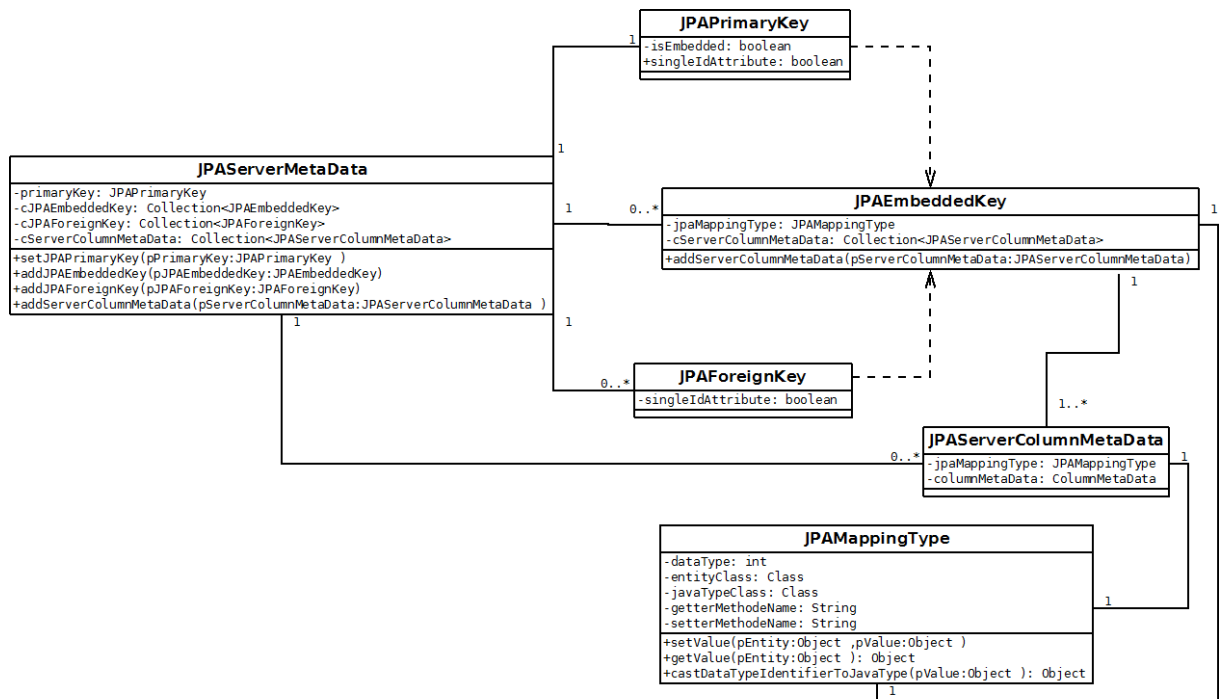 JPAPrimaryKey
-isEmbedded: boolean
+singleIdAttribute: boolean
1
1
JPAServerMetaData
-primaryKey: JPAPrimaryKey
-cJPAEmbeddedKey: Collection<JPAEmbeddedKey>
-cJPAForeignKey: Collection<JPAForeignKey>
-cServerColumnMetaData: Collection<JPAServerColumnMetaData>
+setJPAPrimaryKey(pPrimaryKey:JPAPrimaryKey )
+addJPAEmbeddedKey(pJPAEmbeddedKey:JPAEmbeddedKey)
+addJPAForeignKey(pJPAForeignKey:JPAForeignKey)
+addServerColumnMetaData(pServerColumnMetaData:JPAServerColumnMetaData )
1
0..*
JPAEmbeddedKey
-jpaMappingType: JPAMappingType
-cServerColumnMetaData: Collection<JPAServerColumnMetaData>
+addServerColumnMetaData(pServerColumnMetaData:JPAServerColumnMetaData)
1
1
1
1
0..*
JPAForeignKey
-singleIdAttribute: boolean
1..*
0..*
JPAServerColumnMetaData
-jpaMappingType: JPAMappingType
-columnMetaData: ColumnMetaData
1
JPAMappingType
-dataType: int
-entityClass: Class
-javaTypeClass: Class
-getterMethodeName: String
-setterMethodeName: String
+setValue(pEntity:Object ,pValue:Object )
+getValue(pEntity:Object ): Object
+castDataTypeIdentifierToJavaType(pValue:Object ): Object
1
1